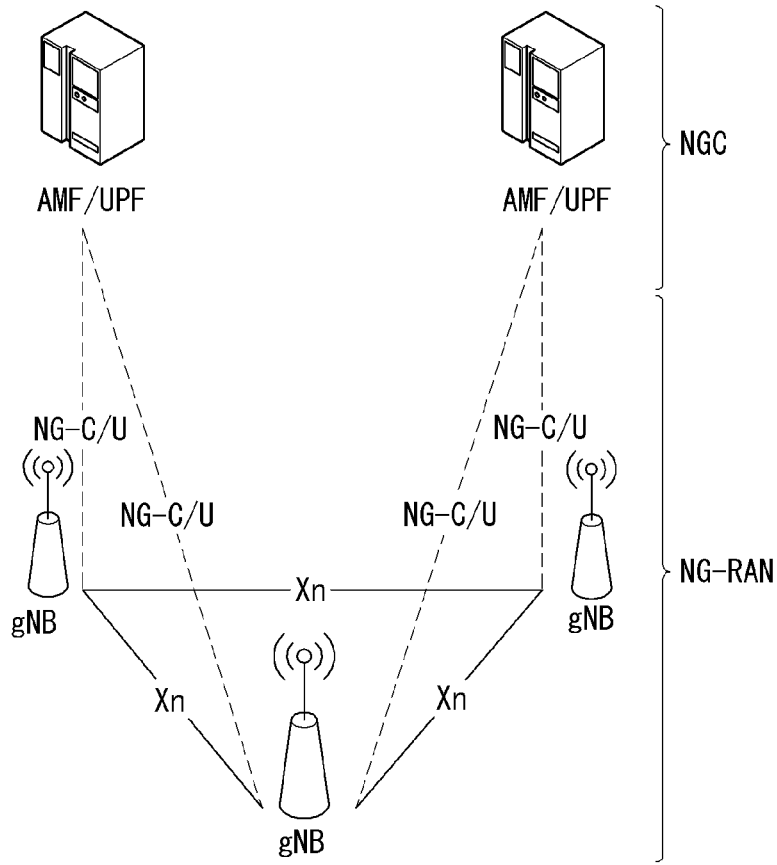 NGC
AMF/UPF
AMF/UPF
NG-C/U
NG-C/U
NG-C/U
NG-C/U
Xn
NG-RAN
gNB
gNB
Xn
Xn
gNB